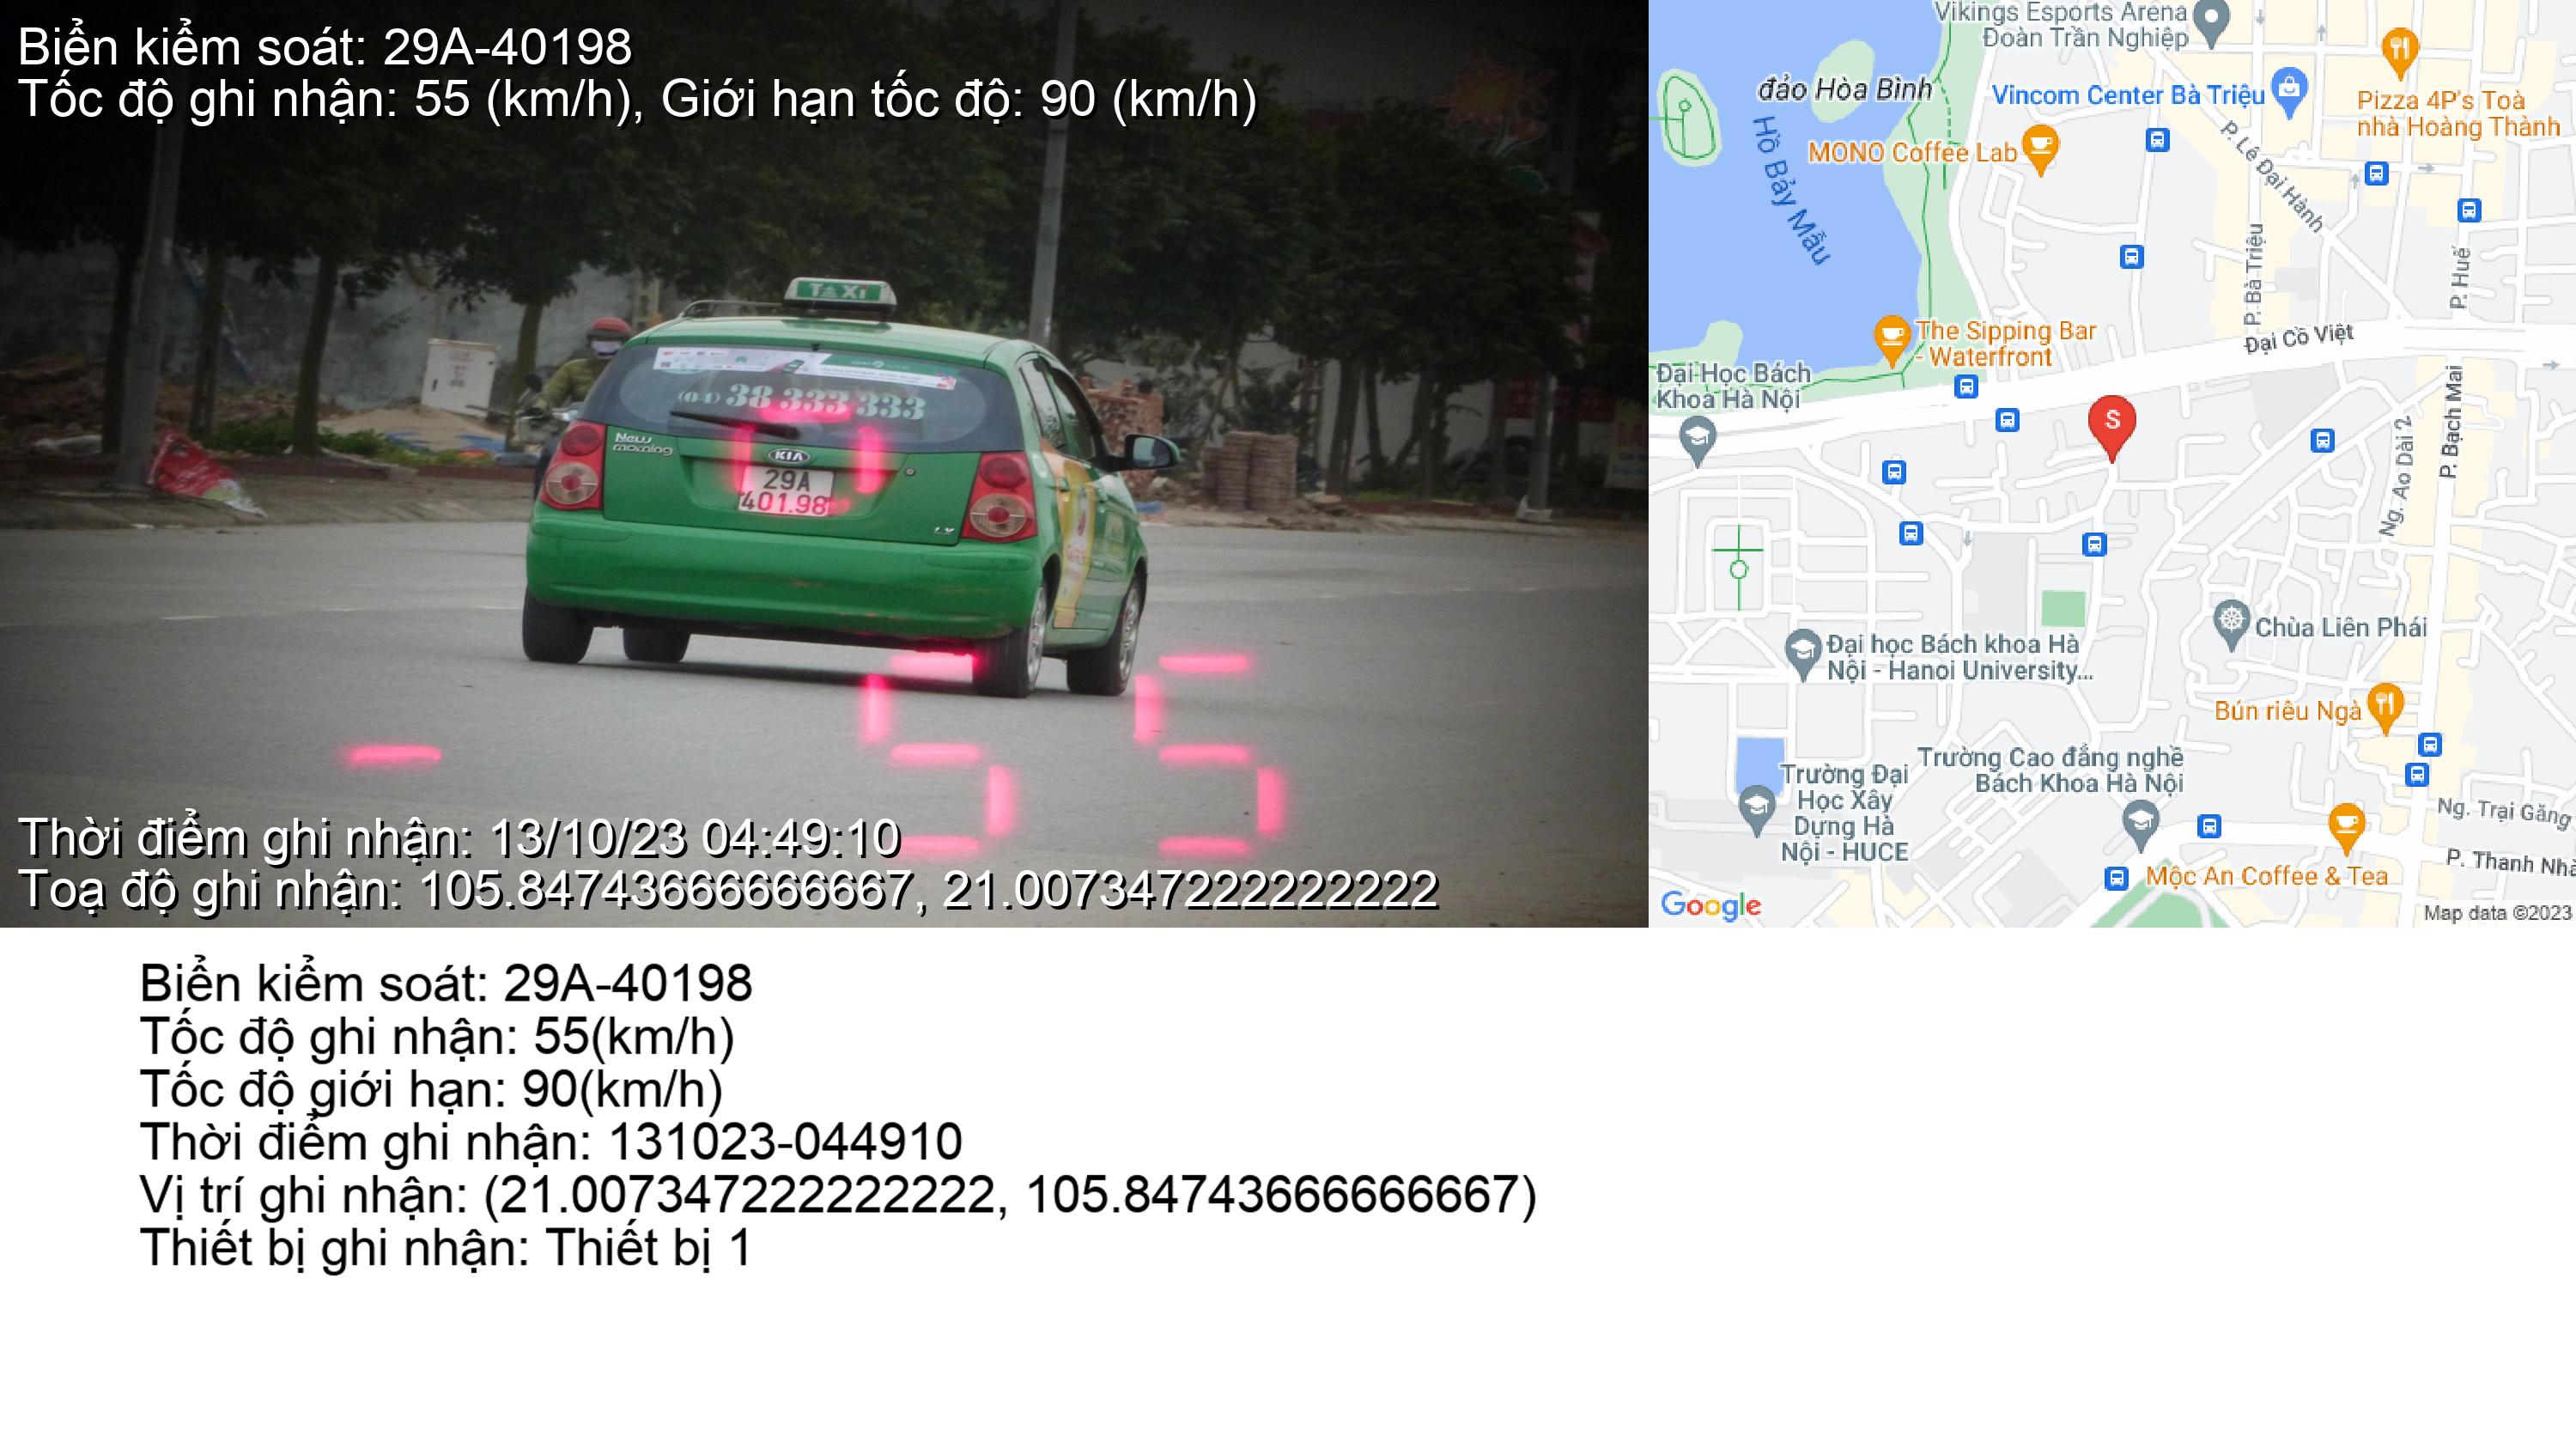 Biển kiểm soát: 29A-40198
Tốc độ ghi nhận: 55 (km/h), Giới hạn tốc độ: 90 (km/h)
TAXI
(04) 38 333 333
New
morning
KIA
29A
401.98
LX
- 55
Thời điểm ghi nhận: 13/10/23 04:49:10
Toạ độ ghi nhận: 105.84743666666667, 21.007347222222222
Vikings Esports Arena
Đoàn Trần Nghiệp
đảo Hòa Bình
Vincom Center Bà Triệu
Pizza 4P's Toà
nhà Hoàng Thành
MONO Coffee Lab
Hồ Bảy Mẫu
P. Lê Đại Hành
P. Bà Triệu
P. Huế
The Sipping Bar
- Waterfront
Đại Cồ Việt
Đại Học Bách
Khoa Hà Nội
S
Ng. Ao Dài 2
P. Bạch Mai
Chùa Liên Phái
Đại học Bách khoa Hà
Nội - Hanoi University...
Bún riêu Ngà
Trường Cao đẳng nghề
Bách Khoa Hà Nội
Trường Đại
Học Xây
Dựng Hà
Nội - HUCE
Ng. Trại Găng
P. Thanh Nhà
Mộc An Coffee & Tea
Google
Map data ©2023
Biển kiểm soát: 29A-40198
Tốc độ ghi nhận: 55(km/h)
Tốc độ giới hạn: 90(km/h)
Thời điểm ghi nhận: 131023-044910
Vị trí ghi nhận: (21.007347222222222, 105.84743666666667)
Thiết bị ghi nhận: Thiết bị 1